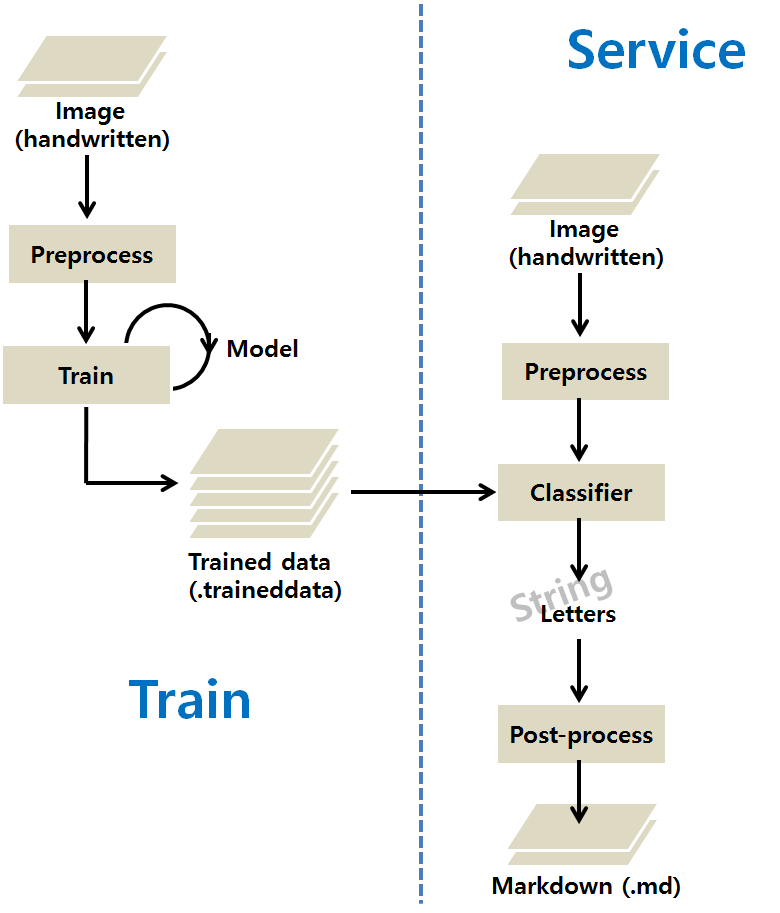 Image
(handwritten)
Preprocess
Train
Model
Trained data
(.traineddata)
Train
Service
Image
(handwritten)
Preprocess
Classifier
String
Letters
Post-process
Markdown (.md)